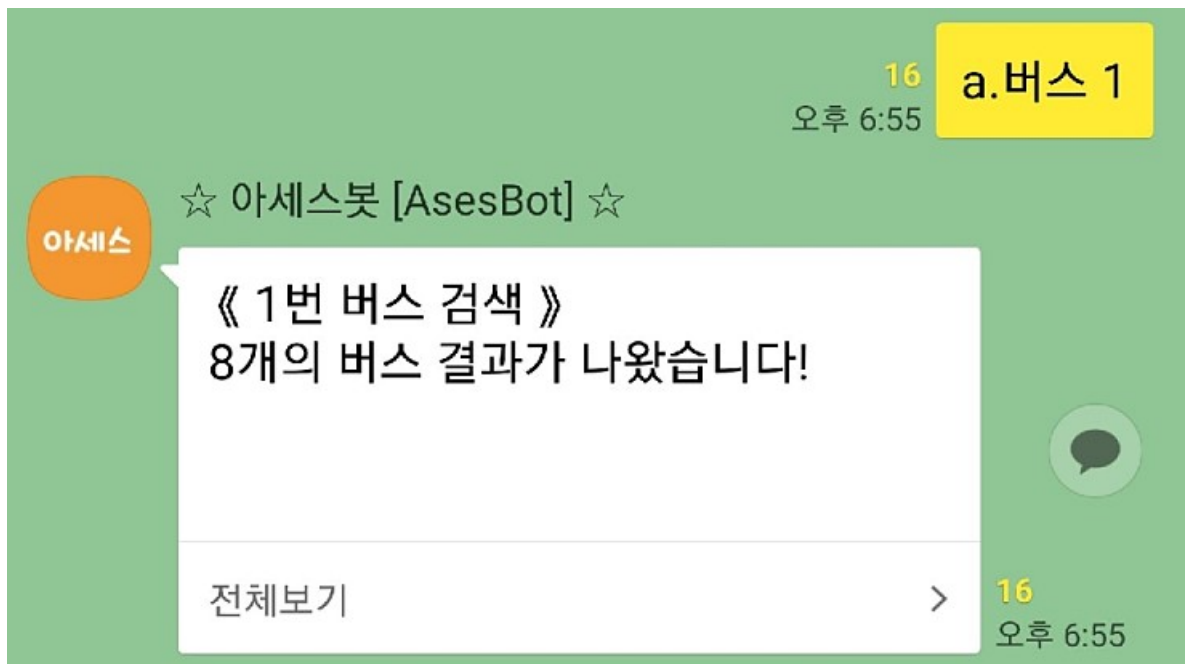 a.버스 1
16
오후 6:55
☆ 아세스봇 [AsesBot] ☆
아세스
《 1번 버스 검색 》
8개의 버스 결과가 나왔습니다!
전체보기 >
16
오후 6:55